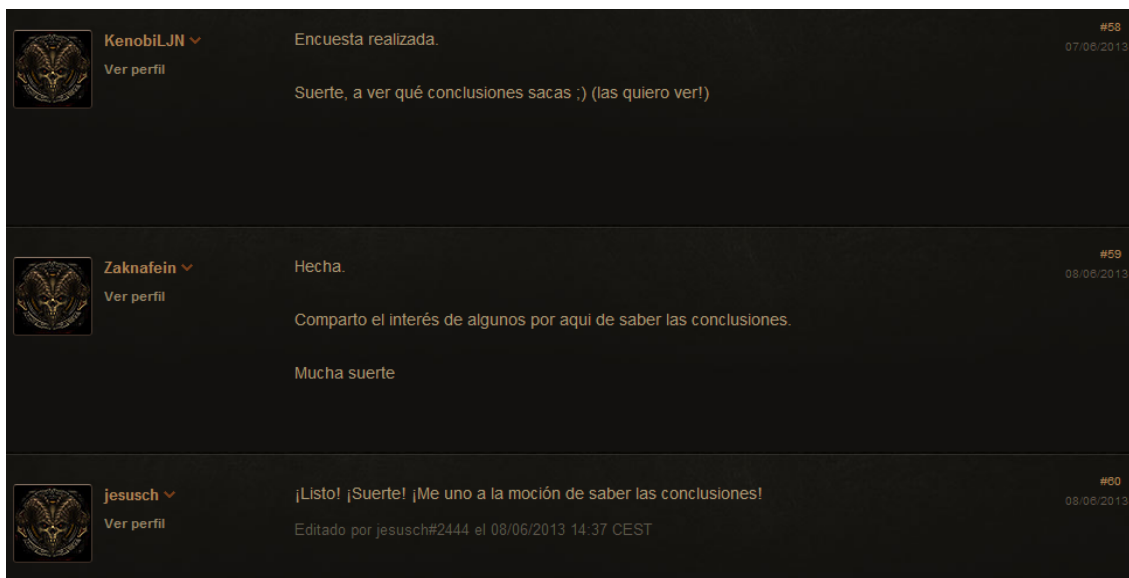 KenobiLJN
Ver perfil
Encuesta realizada.
Suerte, a ver qué conclusiones sacas ;) (las quiero ver!)
#58
07/06/2013
Zaknafein
Ver perfil
Hecha.
Comparto el interés de algunos por aqui de saber las conclusiones.
Mucha suerte
#59
08/06/2013
jesusch
Ver perfil
¡Listo! ¡Suerte! ¡Me uno a la moción de saber las conclusiones!
Editado por jesusch#2444 el 08/06/2013 14:37 CEST
#60
08/06/2013